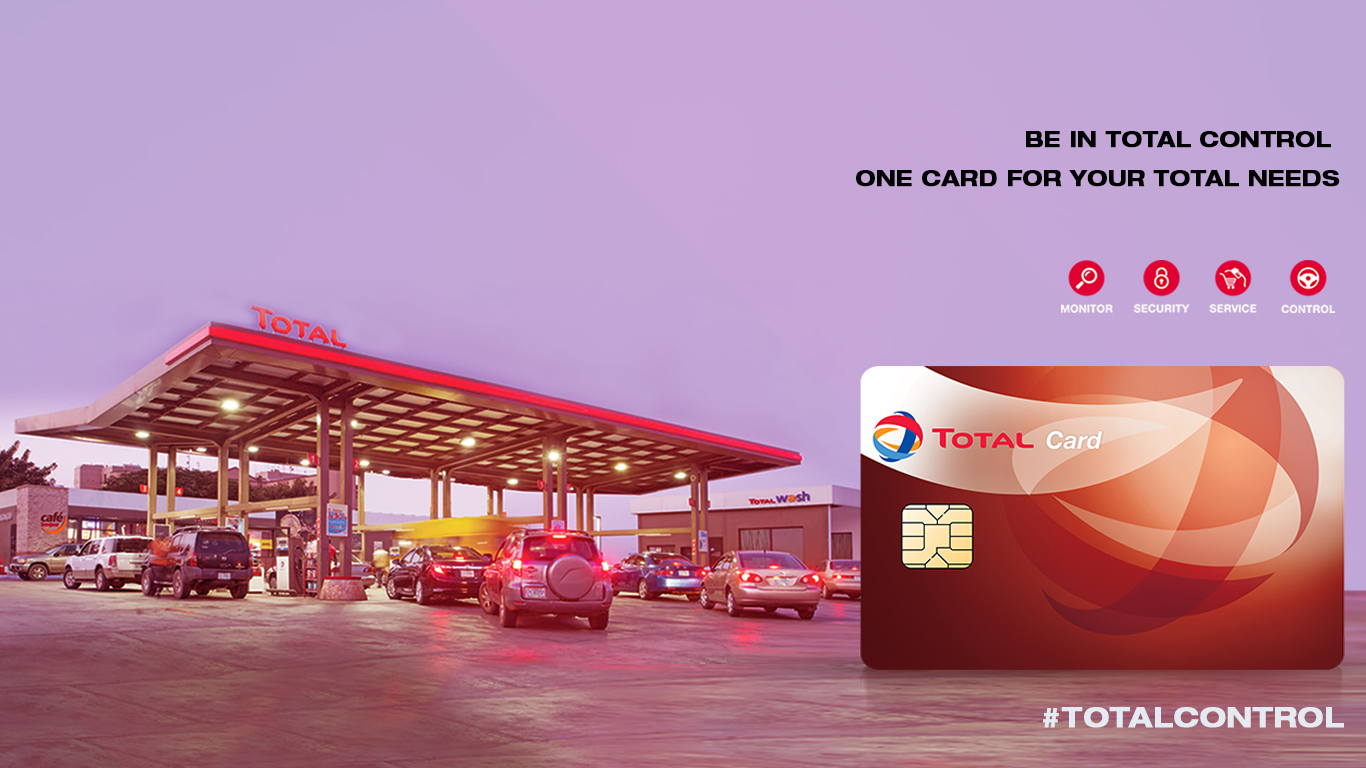 BE IN TOTAL CONTROL
ONE CARD FOR YOUR TOTAL NEEDS
MONITOR SECURITY SERVICE CONTROL
TOTAL
TOTAL Card
TOTAL wash
café
#TOTALCONTROL